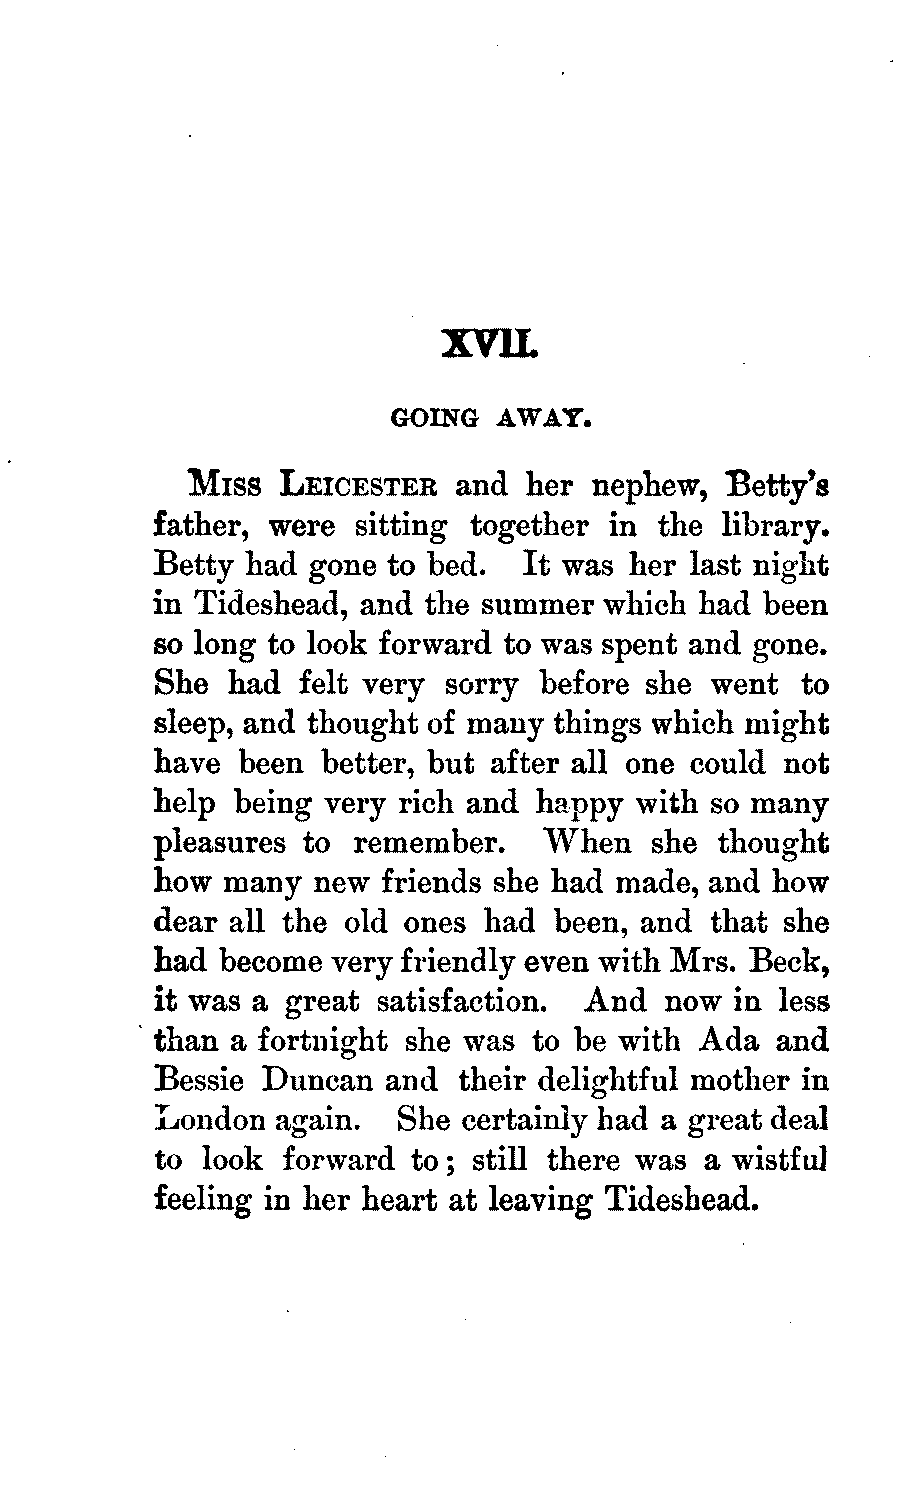 XVII.
GOING AWAY.
MISS LEICESTER and her nephew, Betty's
father, were sitting together in the library.
Betty had gone to bed. It was her last night
in Tideshead, and the summer which had been
so long to look forward to was spent and gone.
She had felt very sorry before she went to
sleep, and thought of many things which might
have been better, but after all one could not
help being very rich and happy with so many
pleasures to remember. When she thought
how many new friends she had made, and how
dear all the old ones had been, and that she
had become very friendly even with Mrs. Beck,
it was a great satisfaction. And now in less
than a fortnight she was to be with Ada and
Bessie Duncan and their delightful mother in
London again. She certainly had a great deal
to look forward to; still there was a wistful
feeling in her heart at leaving Tideshead.